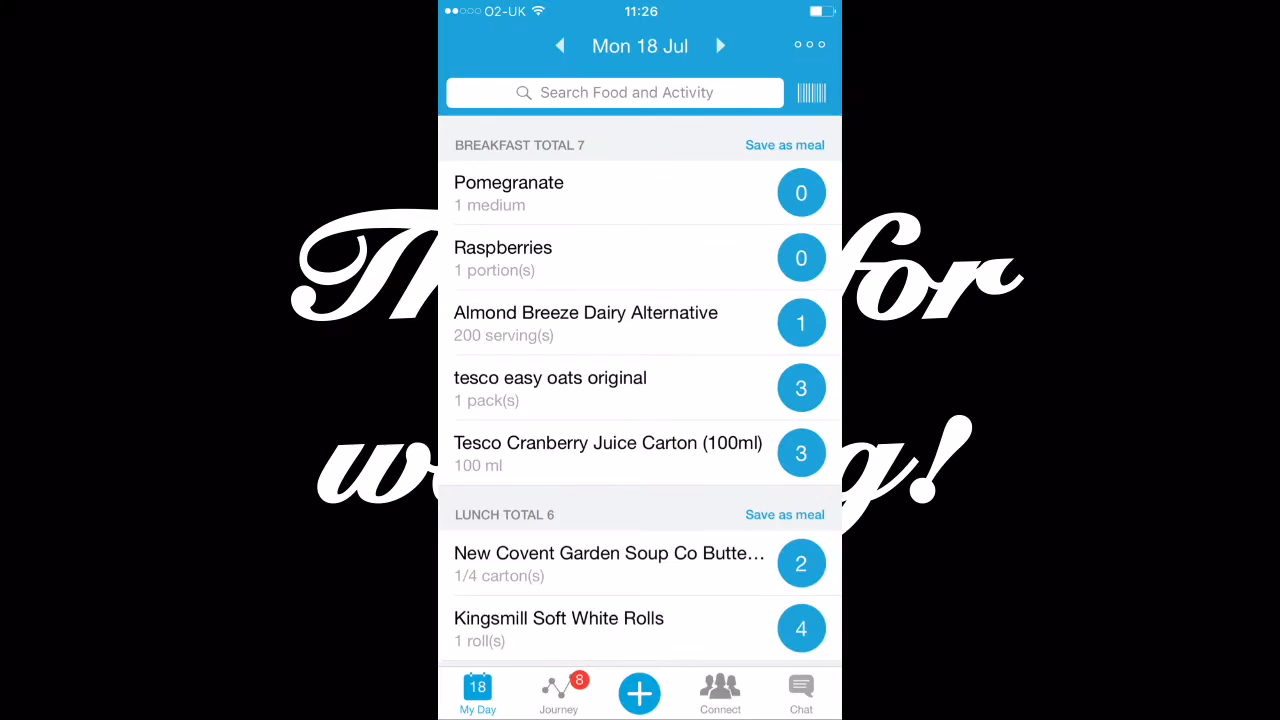 O2-UK 11:26
Mon 18 Jul
Search Food and Activity
BREAKFAST TOTAL 7 Save as meal
Pomegranate 0
1 medium
Raspberries 0
1 portion(s)
Almond Breeze Dairy Alternative 1
200 serving(s)
tesco easy oats original 3
1 pack(s)
Tesco Cranberry Juice Carton (100ml) 3
100 ml
LUNCH TOTAL 6 Save as meal
New Covent Garden Soup Co Butte... 2
1/4 carton(s)
Kingsmill Soft White Rolls 4
1 roll(s)
18 8
My Day Journey Connect Chat
for